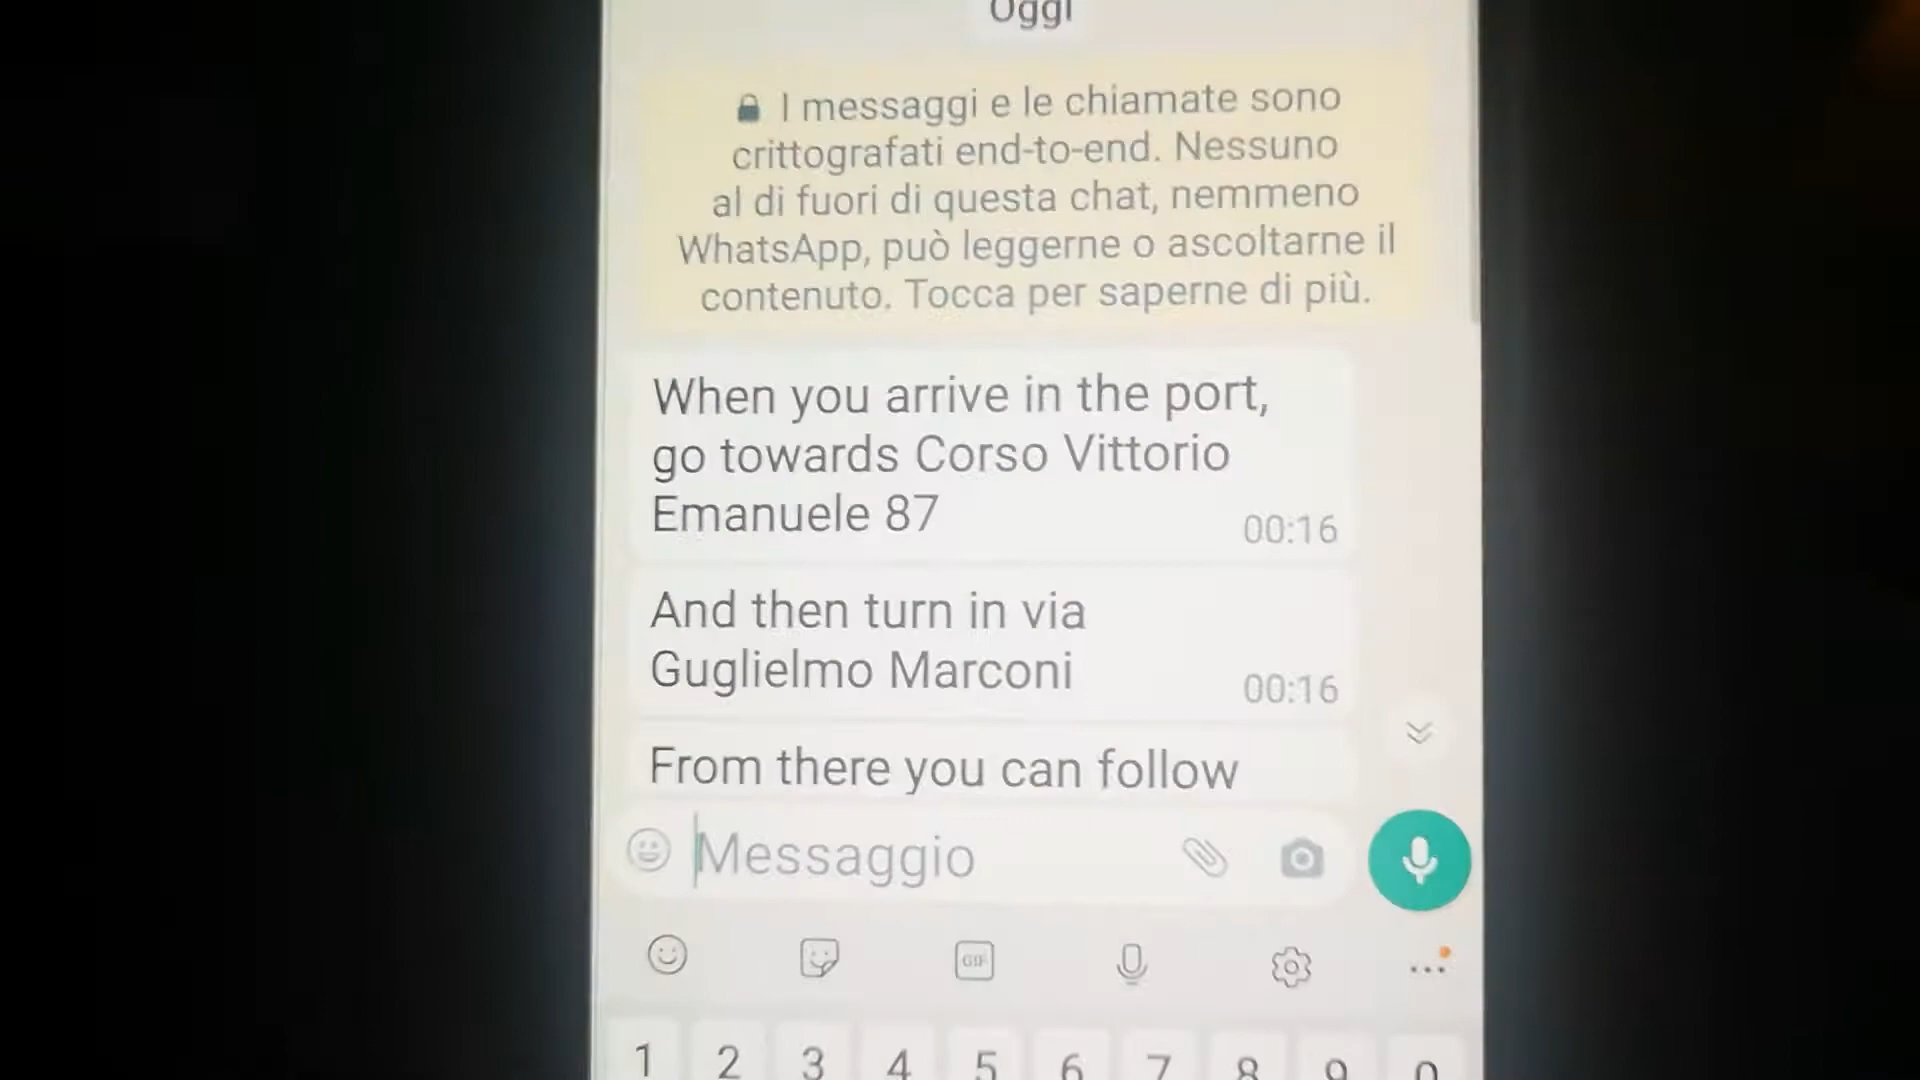 Oggi
I messaggi e le chiamate sono
crittografati end-to-end. Nessuno
al di fuori di questa chat, nemmeno
WhatsApp, può leggerne o ascoltarne il
contenuto. Tocca per saperne di più.
When you arrive in the port,
go towards Corso Vittorio
Emanuele 87
00:16
And then turn in via
Guglielmo Marconi
00:16
From there you can follow
Messaggio
GIF
1 2 3 4 5 6 7 8 9 0